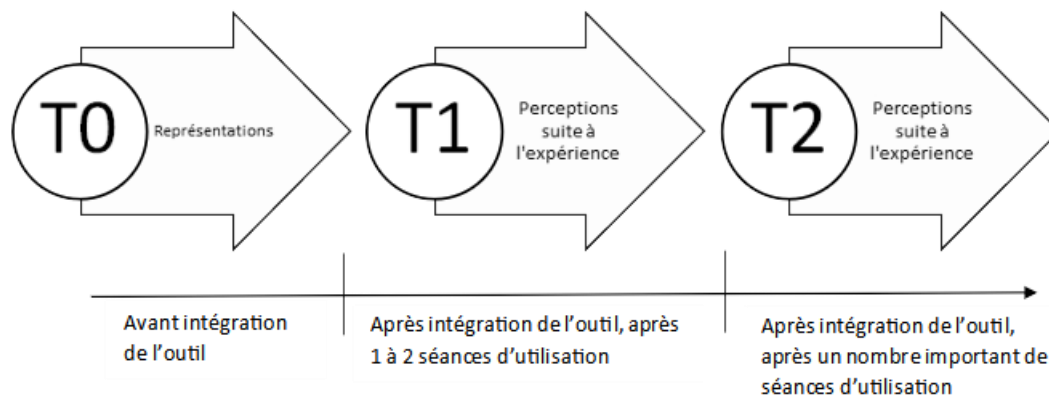 T0
Représentations
T1
Perceptions
suite à
l'expérience
T2
Perceptions
suite à
l'expérience
Avant intégration
de l’outil
Après intégration de l’outil, après
1 à 2 séances d’utilisation
Après intégration de l’outil,
après un nombre important de
séances d’utilisation